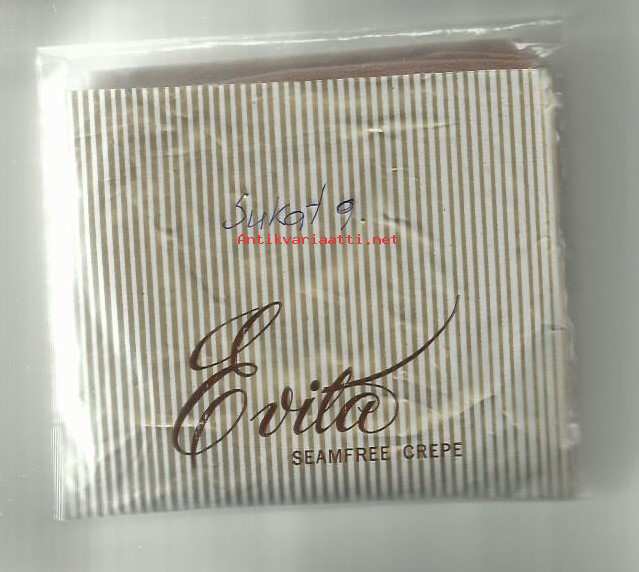 Sukat 9.
Antikvariaatti.net
Evita
SEAMFREE CREPE